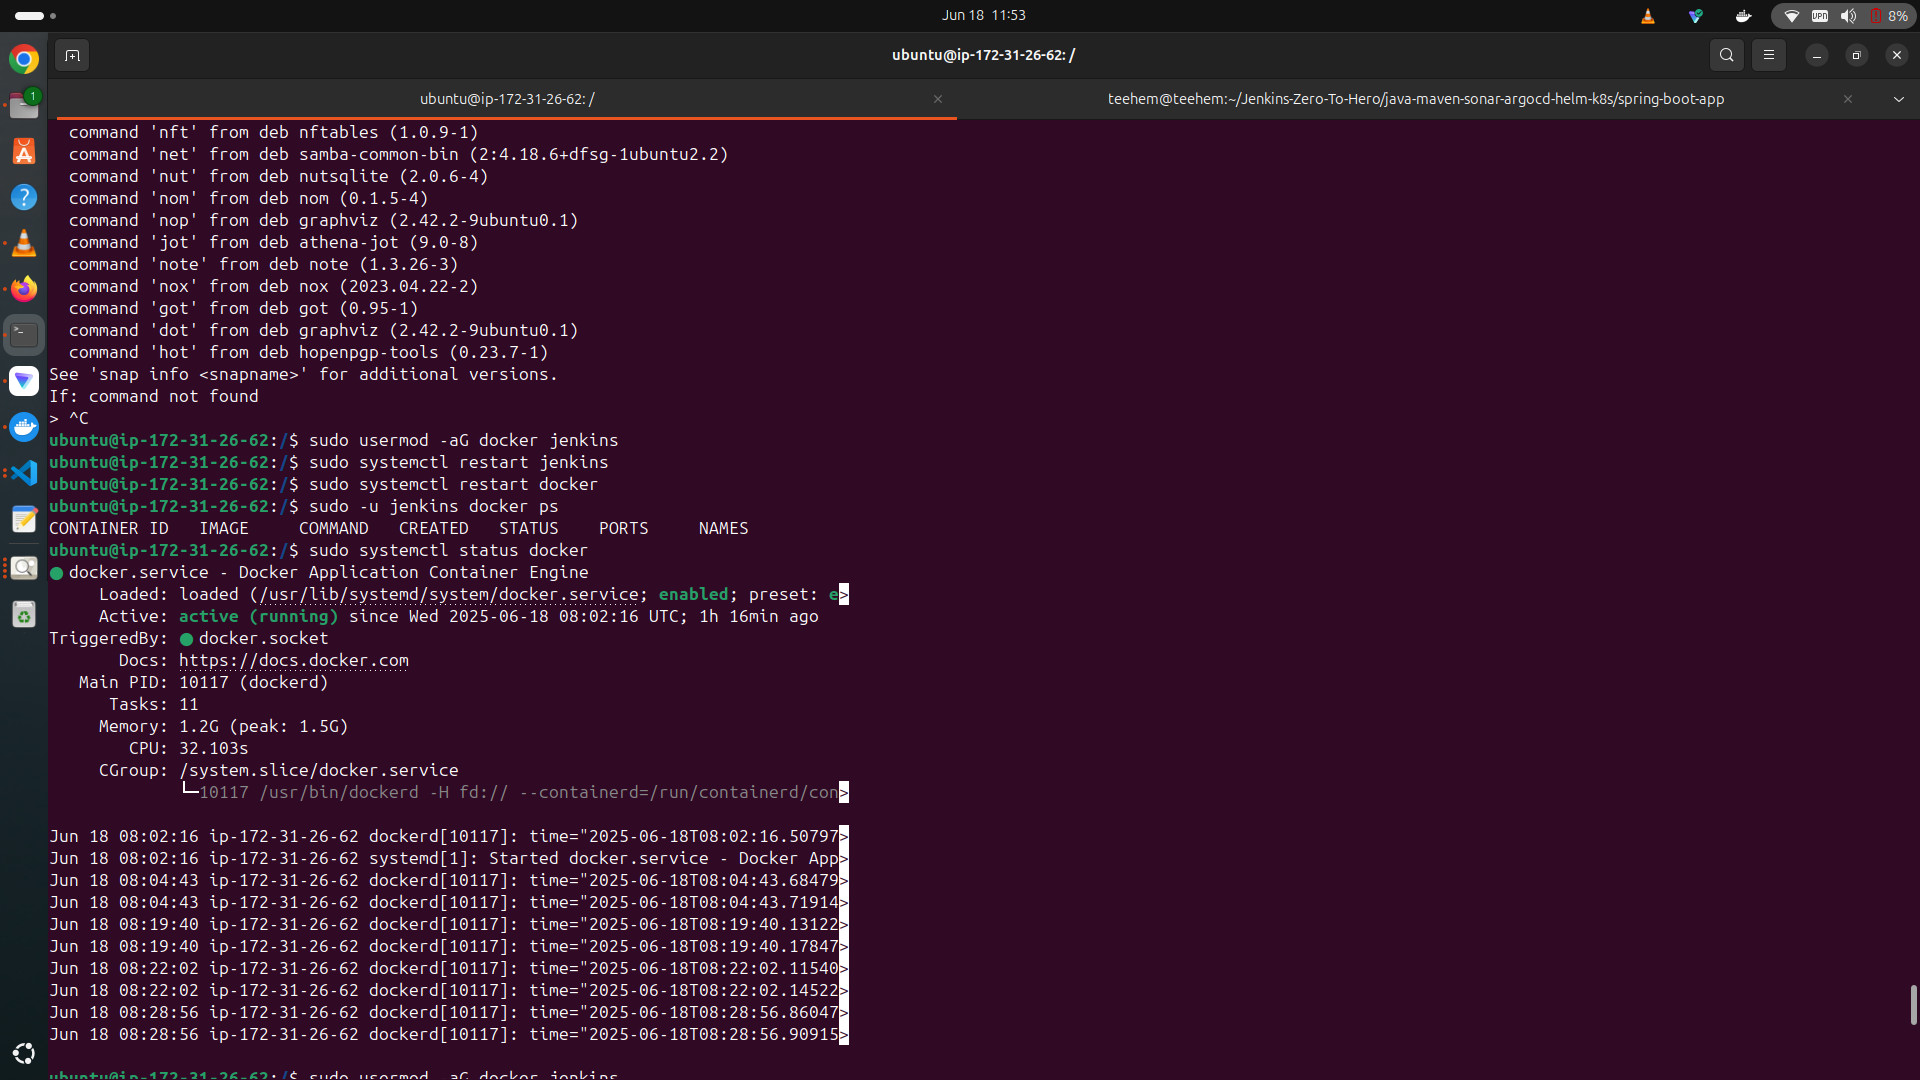 Jun 18 11:53
VPN
8%
ubuntu@ip-172-31-26-62: /
ubuntu@ip-172-31-26-62: /
teehem@teehem:~/Jenkins-Zero-To-Hero/java-maven-sonar-argocd-helm-k8s/spring-boot-app
1
command 'nft' from deb nftables (1.0.9-1)
command 'net' from deb samba-common-bin (2:4.18.6+dfsg-1ubuntu2.2)
command 'nut' from deb nutsqlite (2.0.6-4)
command 'nom' from deb nom (0.1.5-4)
command 'nop' from deb graphviz (2.42.2-9ubuntu0.1)
command 'jot' from deb athena-jot (9.0-8)
command 'note' from deb note (1.3.26-3)
command 'nox' from deb nox (2023.04.22-2)
command 'got' from deb got (0.95-1)
command 'dot' from deb graphviz (2.42.2-9ubuntu0.1)
command 'hot' from deb hopenpgp-tools (0.23.7-1)
See 'snap info <snapname>' for additional versions.
If: command not found
> ^C
ubuntu@ip-172-31-26-62:/$ sudo usermod -aG docker jenkins
ubuntu@ip-172-31-26-62:/$ sudo systemctl restart jenkins
ubuntu@ip-172-31-26-62:/$ sudo systemctl restart docker
ubuntu@ip-172-31-26-62:/$ sudo -u jenkins docker ps
CONTAINER ID   IMAGE     COMMAND   CREATED   STATUS    PORTS     NAMES
ubuntu@ip-172-31-26-62:/$ sudo systemctl status docker
● docker.service - Docker Application Container Engine
Loaded: loaded (/usr/lib/systemd/system/docker.service; enabled; preset: e>
Active: active (running) since Wed 2025-06-18 08:02:16 UTC; 1h 16min ago
TriggeredBy: ● docker.socket
Docs: https://docs.docker.com
Main PID: 10117 (dockerd)
Tasks: 11
Memory: 1.2G (peak: 1.5G)
CPU: 32.103s
CGroup: /system.slice/docker.service
└─10117 /usr/bin/dockerd -H fd:// --containerd=/run/containerd/con>
Jun 18 08:02:16 ip-172-31-26-62 dockerd[10117]: time="2025-06-18T08:02:16.50797>
Jun 18 08:02:16 ip-172-31-26-62 systemd[1]: Started docker.service - Docker App>
Jun 18 08:04:43 ip-172-31-26-62 dockerd[10117]: time="2025-06-18T08:04:43.68479>
Jun 18 08:04:43 ip-172-31-26-62 dockerd[10117]: time="2025-06-18T08:04:43.71914>
Jun 18 08:19:40 ip-172-31-26-62 dockerd[10117]: time="2025-06-18T08:19:40.13122>
Jun 18 08:19:40 ip-172-31-26-62 dockerd[10117]: time="2025-06-18T08:19:40.17847>
Jun 18 08:22:02 ip-172-31-26-62 dockerd[10117]: time="2025-06-18T08:22:02.11540>
Jun 18 08:22:02 ip-172-31-26-62 dockerd[10117]: time="2025-06-18T08:22:02.14522>
Jun 18 08:28:56 ip-172-31-26-62 dockerd[10117]: time="2025-06-18T08:28:56.86047>
Jun 18 08:28:56 ip-172-31-26-62 dockerd[10117]: time="2025-06-18T08:28:56.90915>
ubuntu@ip-172-31-26-62:/$ sudo usermod -aG docker jenkins